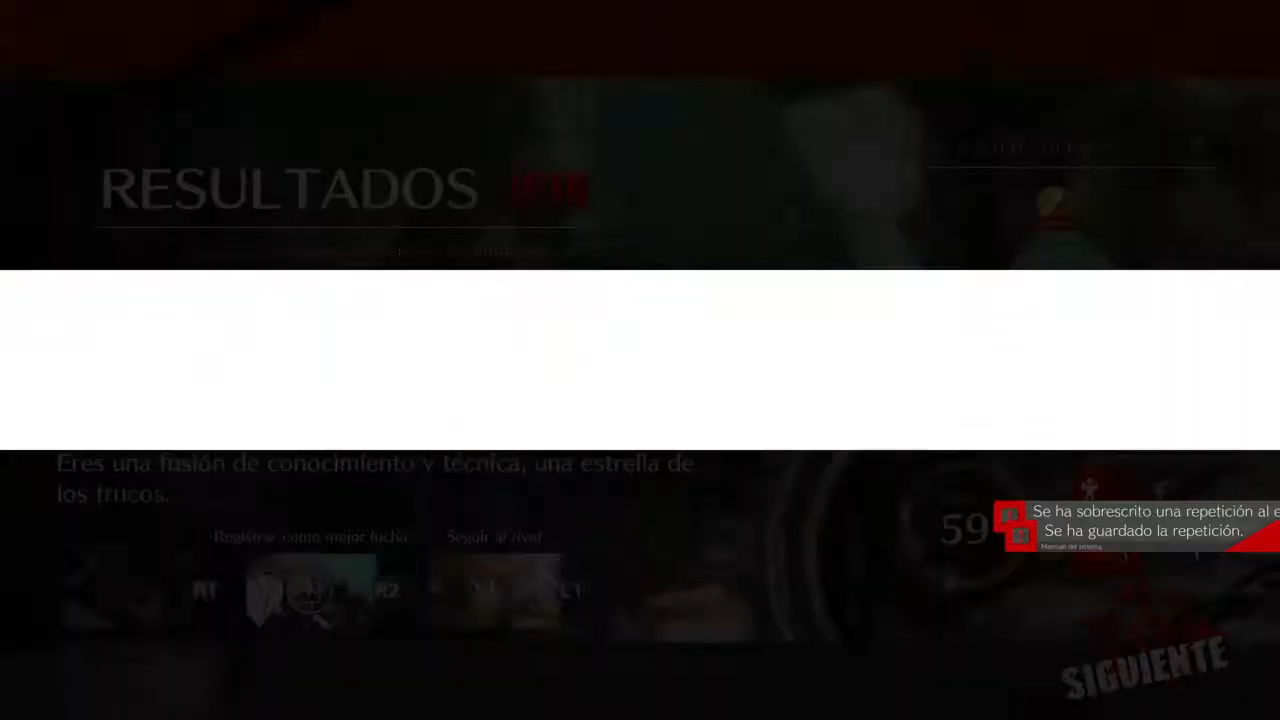 RESULTADOS
Eres una fusión de conocimiento y técnica, una estrella de
los trucos.
Registrar como mejor lucha
Seguir al rival
R1
R2
L1
59
Se ha sobrescrito una repetición al e
Se ha guardado la repetición.
Mensaje del sistema.
SIGUIENTE